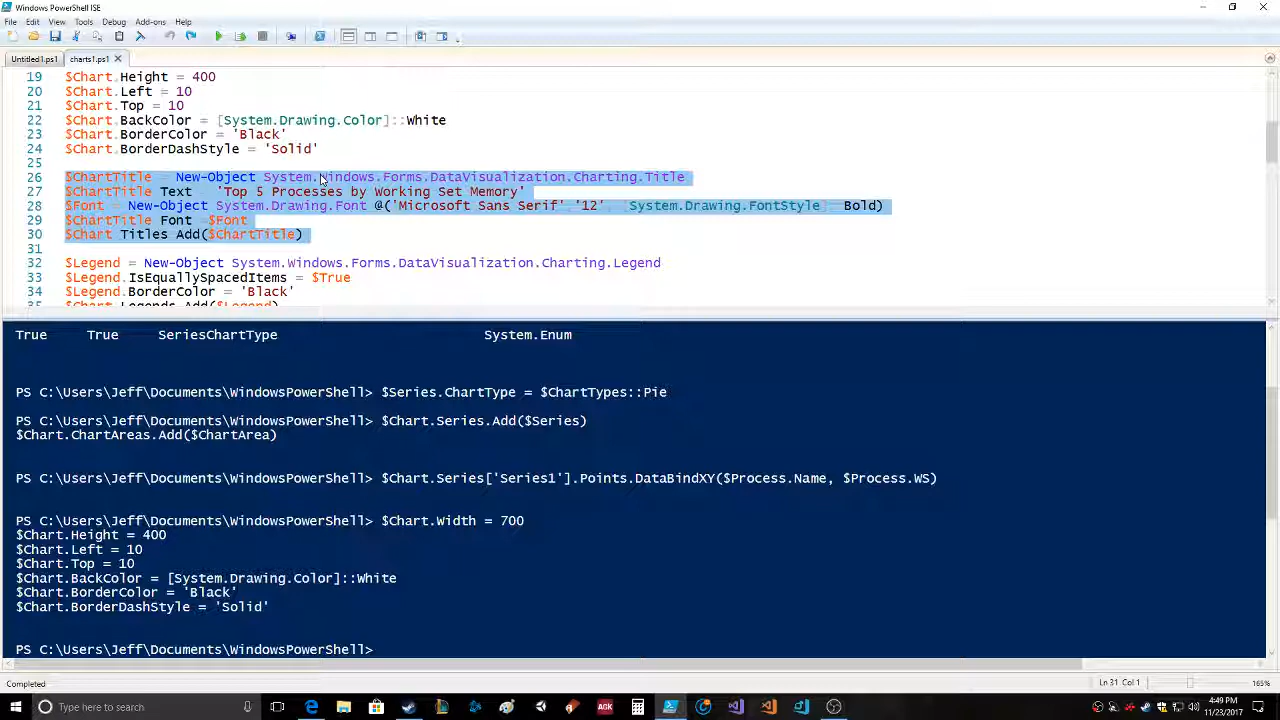 Windows PowerShell ISE
File Edit View Tools Debug Add-ons Help
Untitled1.ps1 charts1.ps1
19 $Chart.Height = 400
20 $Chart.Left = 10
21 $Chart.Top = 10
22 $Chart.BackColor = [System.Drawing.Color]::White
23 $Chart.BorderColor = 'Black'
24 $Chart.BorderDashStyle = 'Solid'
25
26 $ChartTitle = New-Object System.Windows.Forms.DataVisualization.Charting.Title
27 $ChartTitle Text 'Top 5 Processes by Working Set Memory'
28 $Font = New-Object System.Drawing.Font @('Microsoft Sans Serif' '12' System.Drawing.FontStyle Bold)
29 $ChartTitle Font =$Font
30 $Chart Titles Add($ChartTitle)
31
32 $Legend = New-Object System.Windows.Forms.DataVisualization.Charting.Legend
33 $Legend.IsEquallySpacedItems = $True
34 $Legend.BorderColor = 'Black'
35 $Chart.Legends.Add($Legend)
True True SeriesChartType System.Enum
PS C:\Users\Jeff\Documents\WindowsPowerShell> $Series.ChartType = $ChartTypes::Pie
PS C:\Users\Jeff\Documents\WindowsPowerShell> $Chart.Series.Add($Series)
$Chart.ChartAreas.Add($ChartArea)
PS C:\Users\Jeff\Documents\WindowsPowerShell> $Chart.Series['Series1'].Points.DataBindXY($Process.Name, $Process.WS)
PS C:\Users\Jeff\Documents\WindowsPowerShell> $Chart.Width = 700
$Chart.Height = 400
$Chart.Left = 10
$Chart.Top = 10
$Chart.BackColor = [System.Drawing.Color]::White
$Chart.BorderColor = 'Black'
$Chart.BorderDashStyle = 'Solid'
PS C:\Users\Jeff\Documents\WindowsPowerShell>
Completed Ln 31 Col 1 165%
Type here to search ACK 4:49 PM
11/23/2017